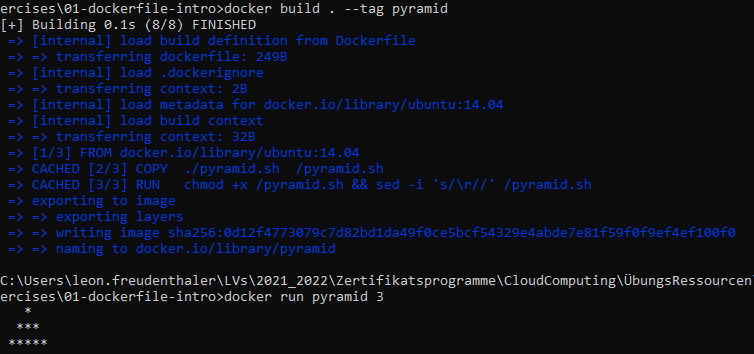 ercises\01-dockerfile-intro>docker build . --tag pyramid
[+] Building 0.1s (8/8) FINISHED
=> [internal] load build definition from Dockerfile
=> => transferring dockerfile: 249B
=> [internal] load .dockerignore
=> => transferring context: 2B
=> [internal] load metadata for docker.io/library/ubuntu:14.04
=> [internal] load build context
=> => transferring context: 32B
=> [1/3] FROM docker.io/library/ubuntu:14.04
=> CACHED [2/3] COPY  ./pyramid.sh  /pyramid.sh
=> CACHED [3/3] RUN   chmod +x /pyramid.sh && sed -i 's/\r//' /pyramid.sh
=> exporting to image
=> => exporting layers
=> => writing image sha256:0d12f4773079c7d82bd1da49f0ce5bcf54329e4abde7e81f59f0f9ef4ef100f0
=> => naming to docker.io/library/pyramid
C:\Users\leon.freudenthaler\LVs\2021_2022\Zertifikatsprogramme\CloudComputing\ÜbungsRessourcen\
ercises\01-dockerfile-intro>docker run pyramid 3
*
***
*****